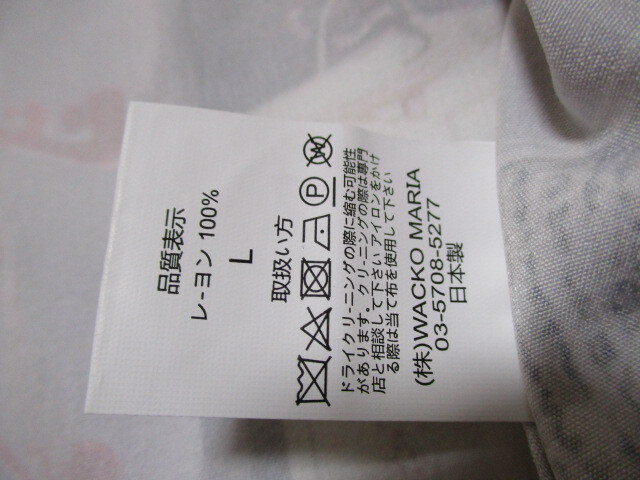 品質表示
レ-ヨン 100%
L
取扱い方
P W
ドライクリ-ニングの際に縮む可能性
があります。クリ-ニングの際は専門
店と相談して下さいアイロンをかけ
る際は当て布を使用して下さい
(株)WACKO MARIA
03-5708-5277
日本製